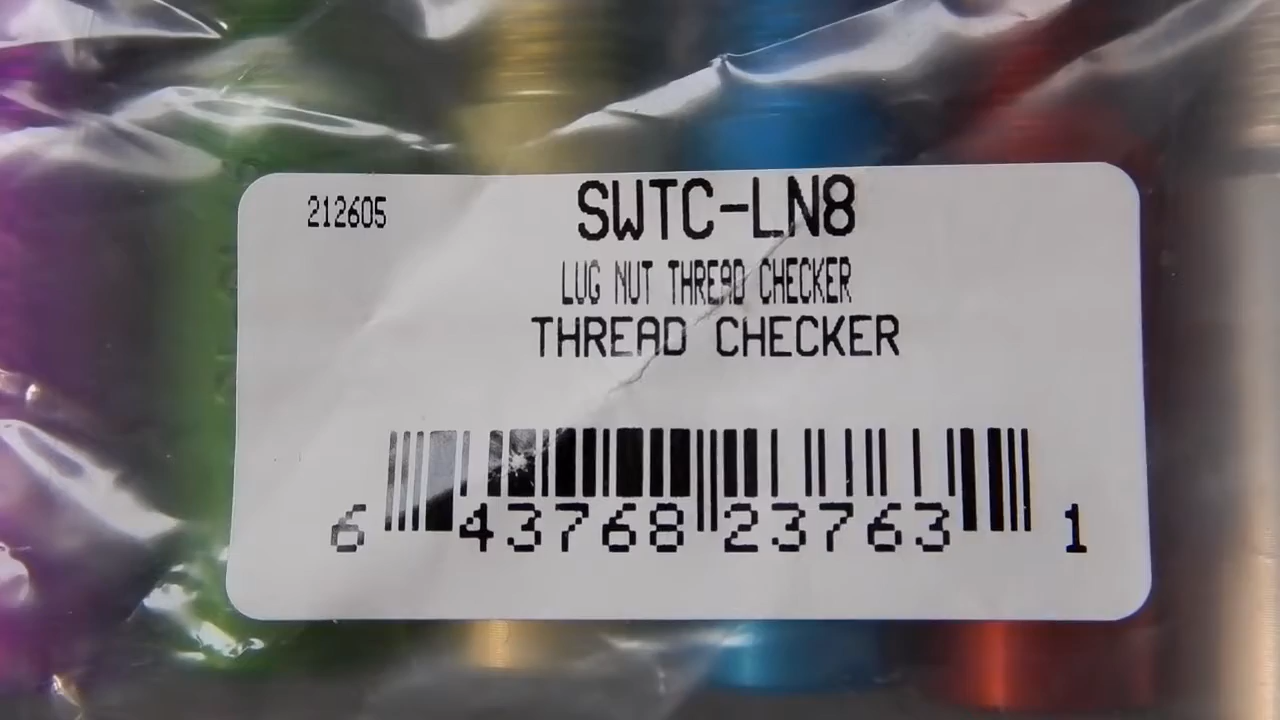 212605
SWTC-LN8
LUG NUT THREAD CHECKER
THREAD CHECKER
6 43768 23763 1